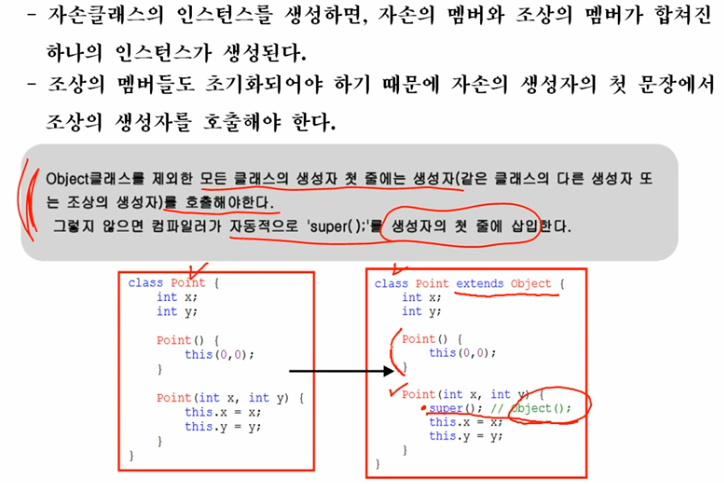 - 자손클래스의 인스턴스를 생성하면, 자손의 멤버와 조상의 멤버가 합쳐진
하나의 인스턴스가 생성된다.
- 조상의 멤버들도 초기화되어야 하기 때문에 자손의 생성자의 첫 문장에서
조상의 생성자를 호출해야 한다.
Object클래스를 제외한 모든 클래스의 생성자 첫 줄에는 생성자(같은 클래스의 다른 생성자 또
는 조상의 생성자)를 호출해야한다.
그렇지 않으면 컴파일러가 자동적으로 'super();'를 생성자의 첫 줄에 삽입한다.
class Point {
int x;
int y;
Point() {
this(0,0);
}
Point(int x, int y) {
this.x = x;
this.y = y;
}
}
class Point extends Object {
int x;
int y;
Point() {
this(0,0);
}
Point(int x, int y) {
super(); // Object();
this.x = x;
this.y = y;
}
}